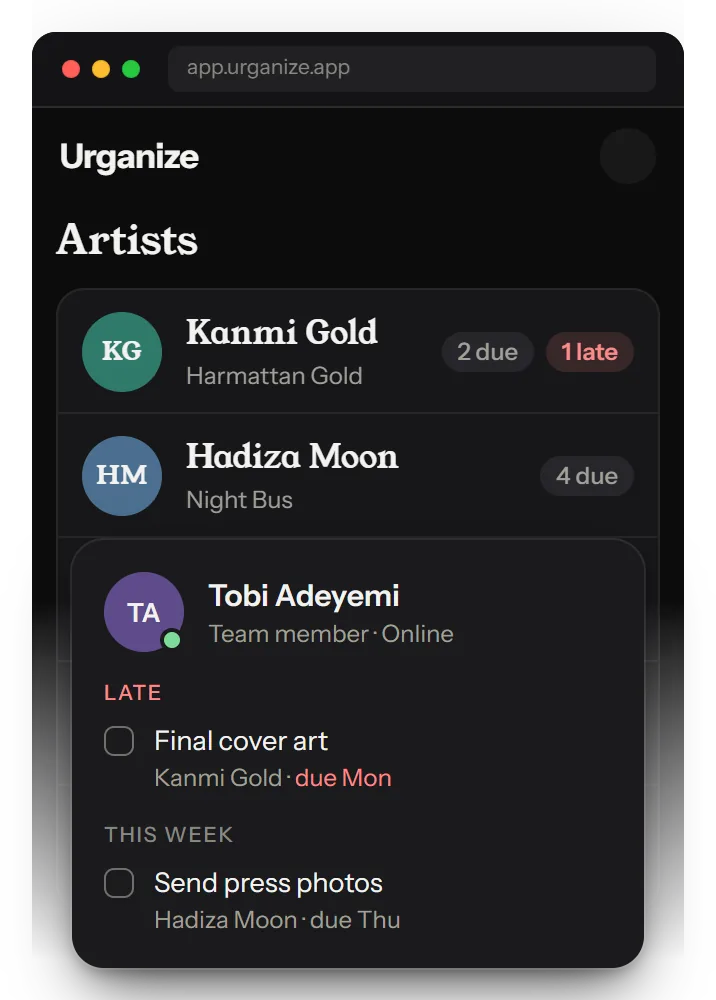 app.urganize.app
Urganize
Artists
KG
Kanmi Gold
Harmattan Gold
2 due
1 late
HM
Hadiza Moon
Night Bus
4 due
TA
Tobi Adeyemi
Team member · Online
LATE
Final cover art
Kanmi Gold · due Mon
THIS WEEK
Send press photos
Hadiza Moon · due Thu